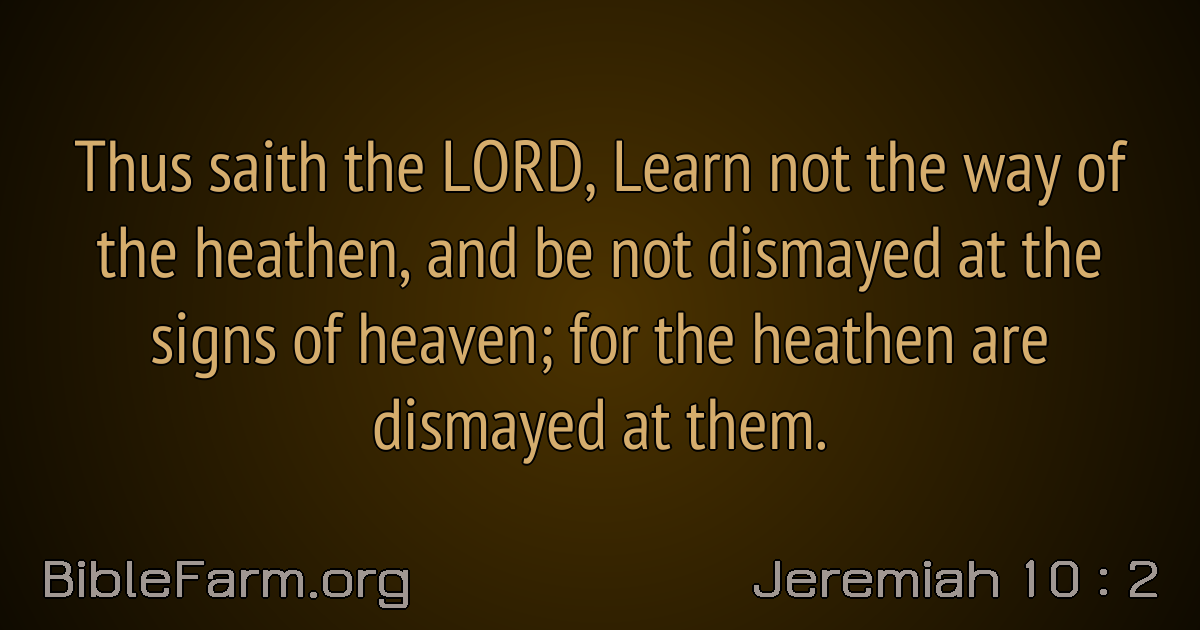 Thus saith the LORD, Learn not the way of
the heathen, and be not dismayed at the
signs of heaven; for the heathen are
dismayed at them.
BibleFarm.org
Jeremiah 10 : 2